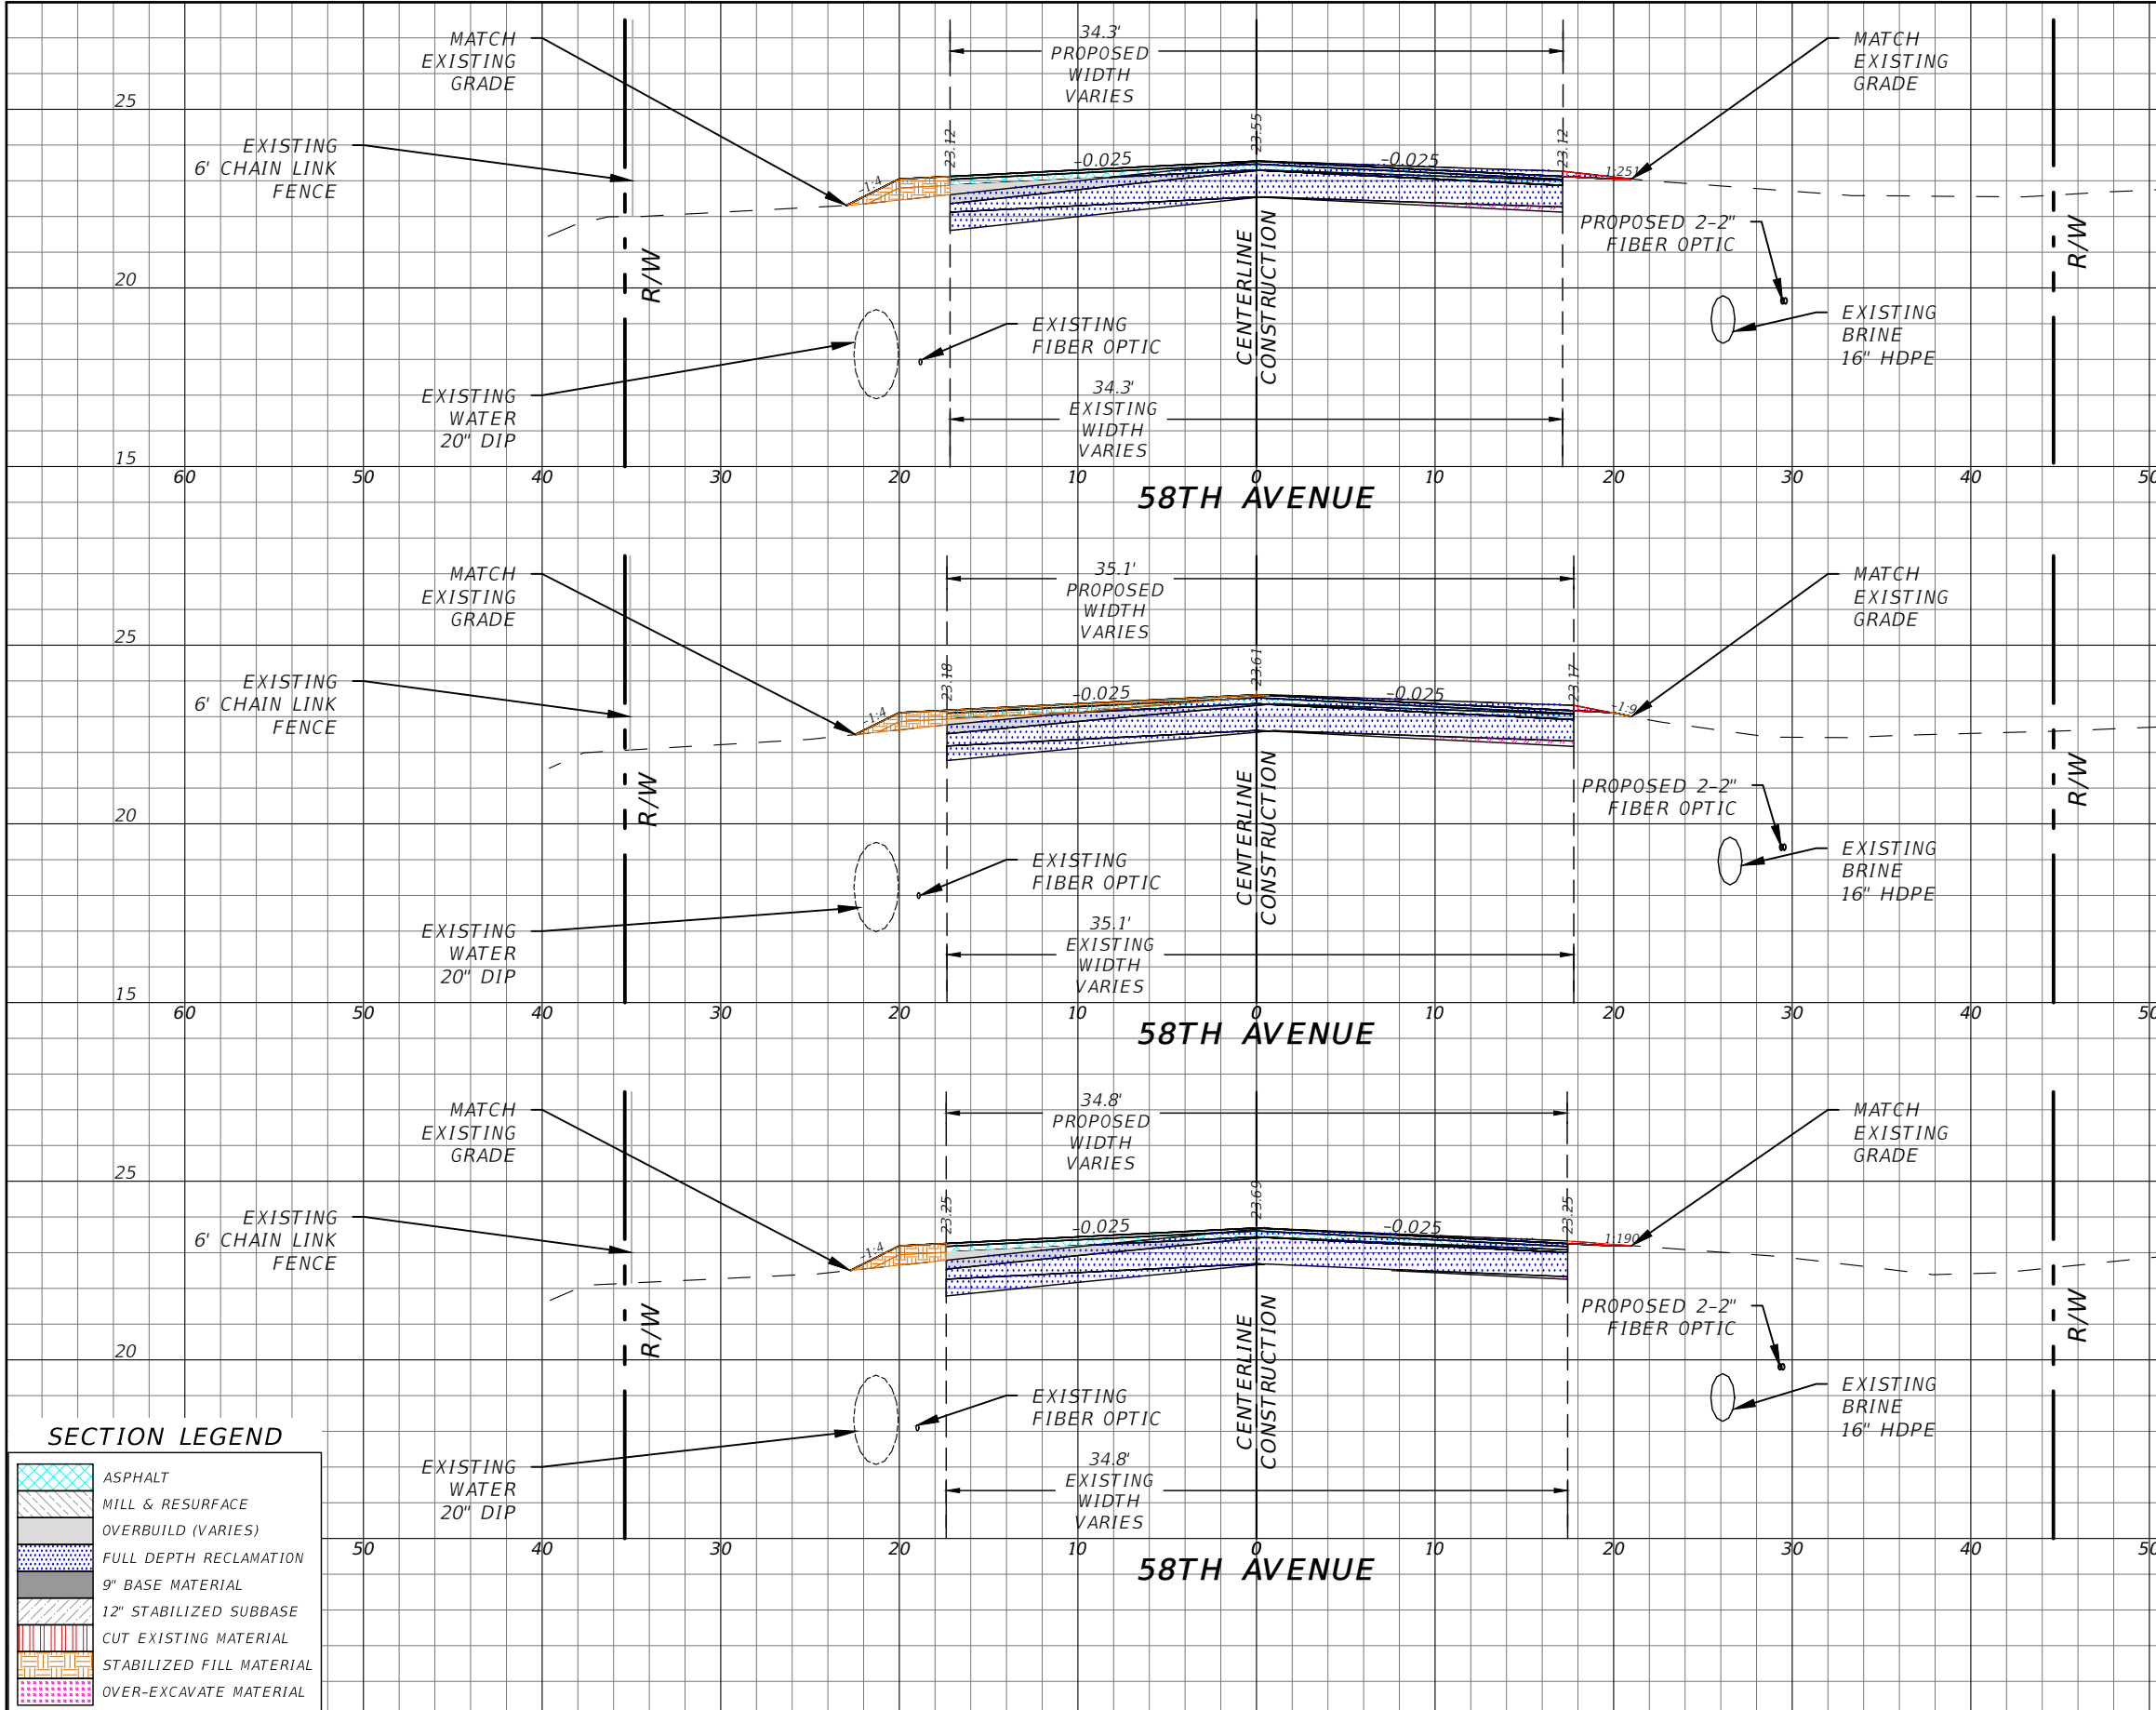 MATCH
EXISTING
GRADE
34.3'
PROPOSED
WIDTH
VARIES
MATCH
EXISTING
GRADE
25
EXISTING
6' CHAIN LINK
FENCE
23.12
23.55
23.12
-1:4
-0.025
-0.025
1:251
PROPOSED 2-2"
FIBER OPTIC
R/W
R/W
CENTERLINE
CONSTRUCTION
20
EXISTING
FIBER OPTIC
EXISTING
BRINE
16" HDPE
EXISTING
WATER
20" DIP
34.3'
EXISTING
WIDTH
VARIES
15
60 50 40 30 20 10 0 10 20 30 40 50
58TH AVENUE
MATCH
EXISTING
GRADE
35.1'
PROPOSED
WIDTH
VARIES
MATCH
EXISTING
GRADE
25
EXISTING
6' CHAIN LINK
FENCE
23.18
23.61
23.17
-1:4
-0.025
-0.025
-1:9
R/W
R/W
CENTERLINE
CONSTRUCTION
PROPOSED 2-2"
FIBER OPTIC
20
EXISTING
FIBER OPTIC
EXISTING
BRINE
16" HDPE
EXISTING
WATER
20" DIP
35.1'
EXISTING
WIDTH
VARIES
15
60 50 40 30 20 10 0 10 20 30 40 50
58TH AVENUE
MATCH
EXISTING
GRADE
34.8'
PROPOSED
WIDTH
VARIES
MATCH
EXISTING
GRADE
25
EXISTING
6' CHAIN LINK
FENCE
23.25
23.69
23.25
-1:4
-0.025
-0.025
1:190
R/W
R/W
CENTERLINE
CONSTRUCTION
PROPOSED 2-2"
FIBER OPTIC
20
EXISTING
FIBER OPTIC
EXISTING
BRINE
16" HDPE
EXISTING
WATER
20" DIP
34.8'
EXISTING
WIDTH
VARIES
50 40 30 20 10 0 10 20 30 40 50
58TH AVENUE
SECTION LEGEND
ASPHALT
MILL & RESURFACE
OVERBUILD (VARIES)
FULL DEPTH RECLAMATION
9" BASE MATERIAL
12" STABILIZED SUBBASE
CUT EXISTING MATERIAL
STABILIZED FILL MATERIAL
OVER-EXCAVATE MATERIAL